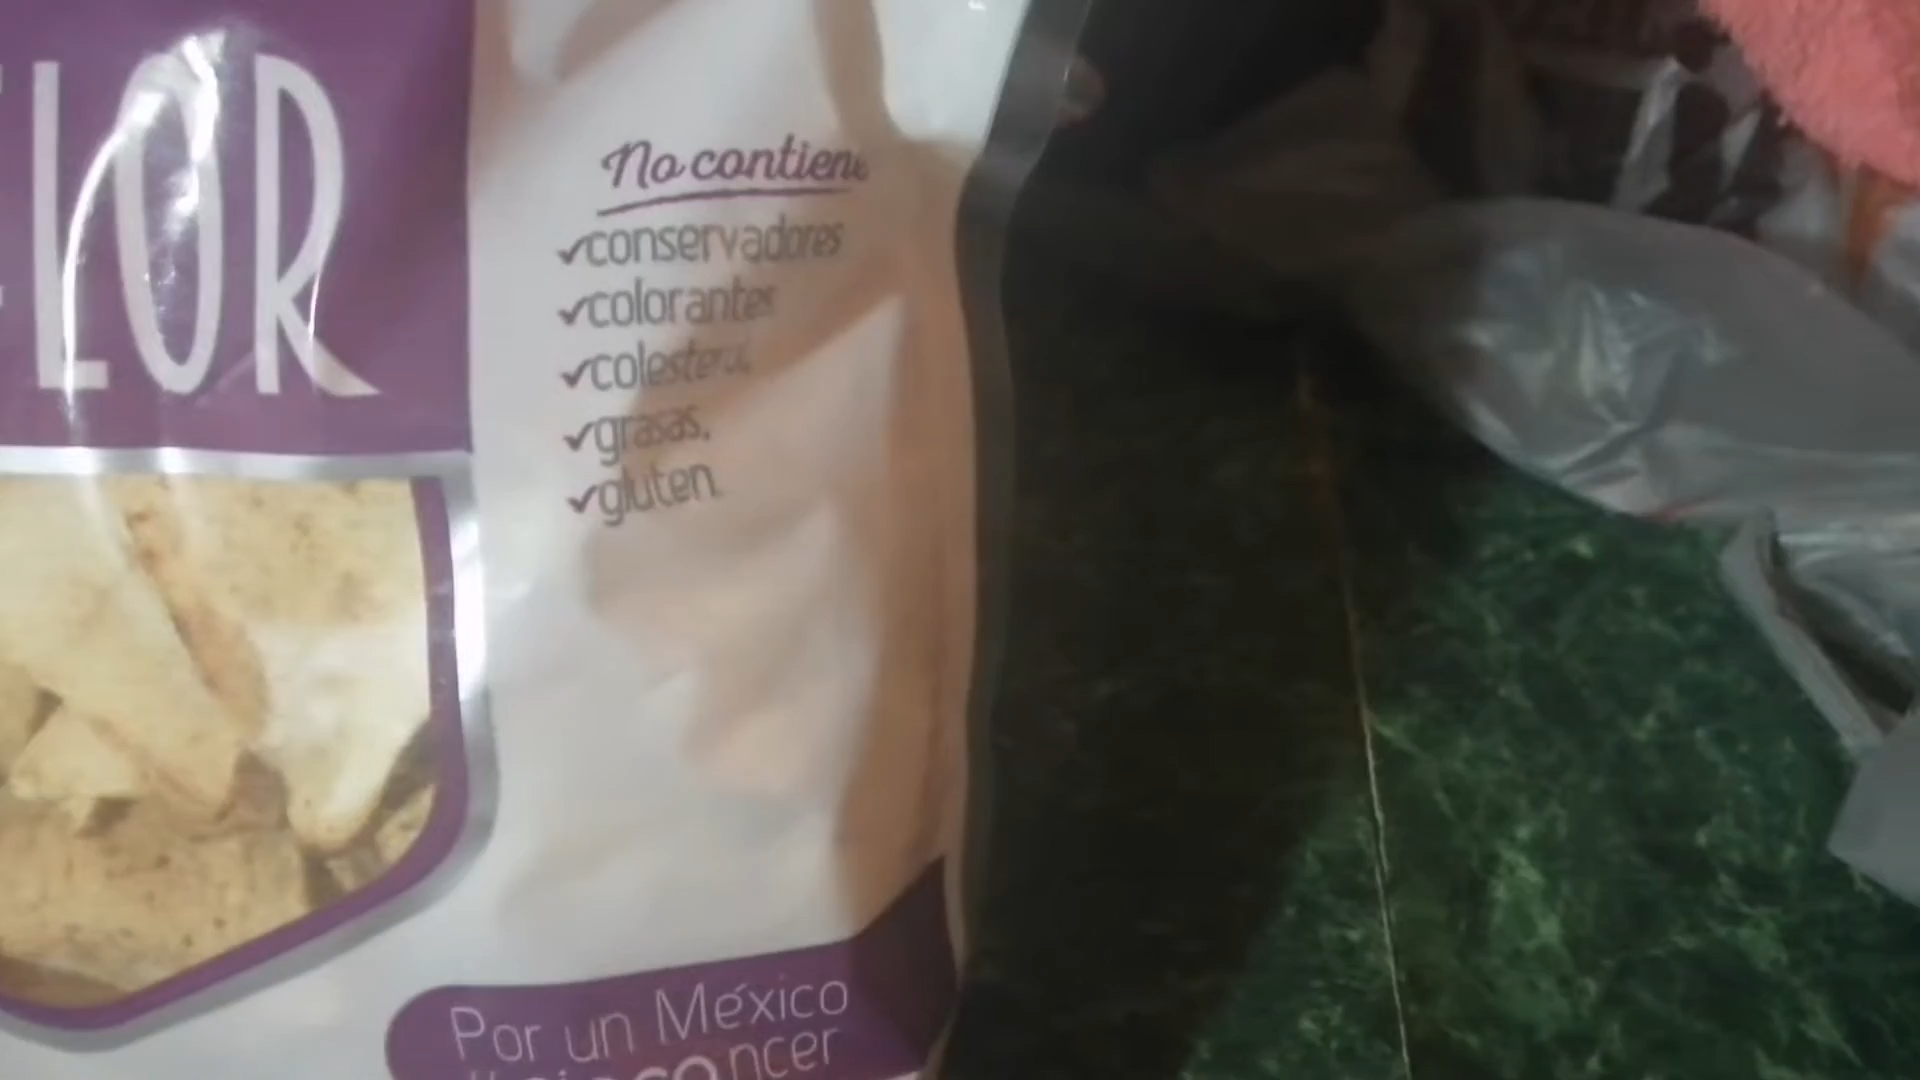 FLOR
No contiene
✓conservadores
✓colorantes
✓colesterol,
✓grasas,
✓gluten.
Por un México